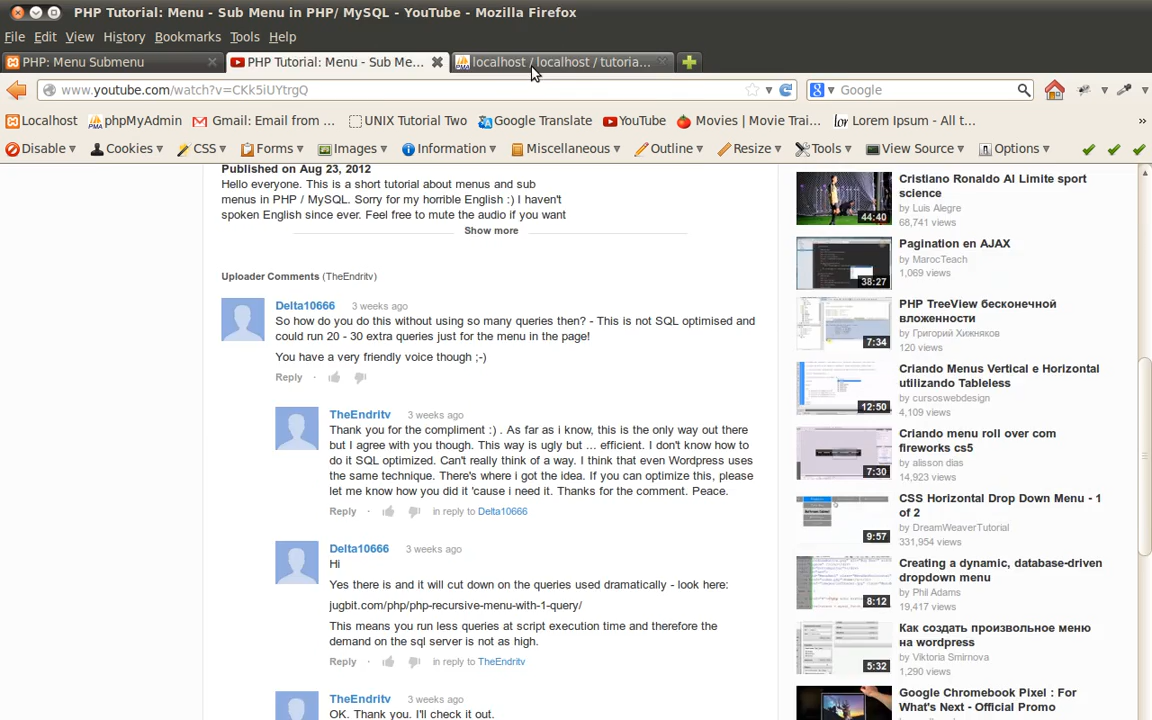 PHP Tutorial: Menu - Sub Menu in PHP/ MySQL - YouTube - Mozilla Firefox
File Edit View History Bookmarks Tools Help
PHP: Menu Submenu
PHP Tutorial: Menu - Sub Me...
localhost / localhost / tutoria...
www.youtube.com/watch?v=CKk5iUYtrgQ
Google
Localhost phpMyAdmin Gmail: Email from ... UNIX Tutorial Two Google Translate YouTube Movies | Movie Trai... Lorem Ipsum - All t... »
Disable Cookies CSS Forms Images Information Miscellaneous Outline Resize Tools View Source Options
Published on Aug 23, 2012
Hello everyone. This is a short tutorial about menus and sub
menus in PHP / MySQL. Sorry for my horrible English :) I haven't
spoken English since ever. Feel free to mute the audio if you want
Show more
Uploader Comments (TheEndritv)
Delta10666 3 weeks ago
So how do you do this without using so many queries then? - This is not SQL optimised and
could run 20 - 30 extra queries just for the menu in the page!
You have a very friendly voice though ;-)
Reply ·
TheEndritv 3 weeks ago
Thank you for the compliment :) . As far as i know, this is the only way out there
but I agree with you though. This way is ugly but ... efficient. I don't know how to
do it SQL optimized. Can't really think of a way. I think that even Wordpress uses
the same technique. There's where i got the idea. If you can optimize this, please
let me know how you did it 'cause i need it. Thanks for the comment. Peace.
Reply · in reply to Delta10666
Delta10666 3 weeks ago
Hi
Yes there is and it will cut down on the queries used dramatically - look here:
jugbit.com/php/php-recursive-menu-with-1-query/
This means you run less queries at script execution time and therefore the
demand on the sql server is not as high.
Reply · in reply to TheEndritv
TheEndritv 3 weeks ago
OK. Thank you. I'll check it out.
Cristiano Ronaldo Al Limite sport
science
by Luis Alegre
68,741 views
44:40
Pagination en AJAX
by MarocTeach
1,069 views
38:27
PHP TreeView бесконечной
вложенности
by Григорий Хижняков
120 views
7:34
Criando Menus Vertical e Horizontal
utilizando Tableless
by cursoswebdesign
4,109 views
12:50
Criando menu roll over com
fireworks cs5
by alisson dias
14,923 views
7:30
CSS Horizontal Drop Down Menu - 1
of 2
by DreamWeaverTutorial
331,954 views
9:57
Creating a dynamic, database-driven
dropdown menu
by Phil Adams
19,417 views
8:12
Как создать произвольное меню
на wordpress
by Viktoria Smirnova
1,290 views
5:32
Google Chromebook Pixel : For
What's Next - Official Promo